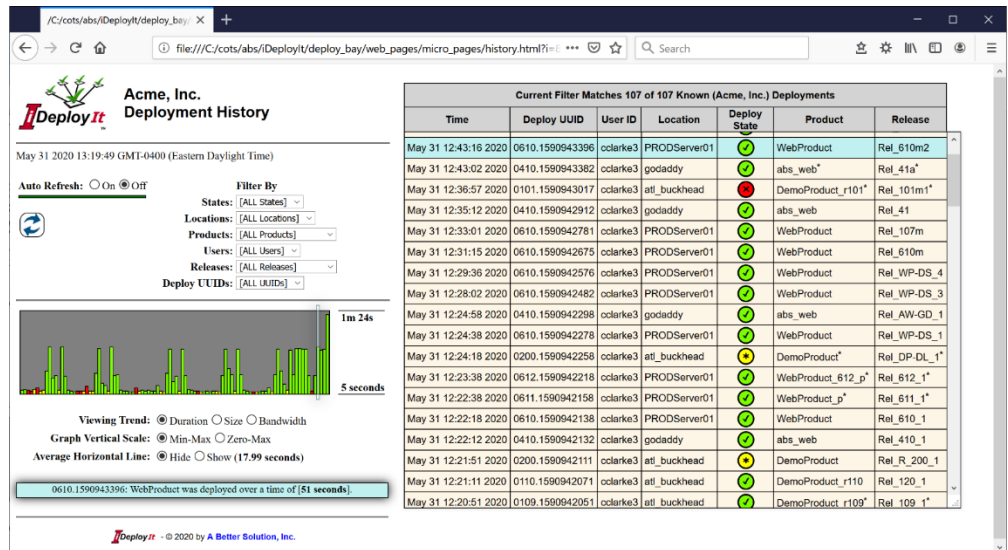 /C:/cots/abs/iDeployIt/deploy_bay/
file:///C:/cots/abs/iDeployIt/deploy_bay/web_pages/micro_pages/history.html?i=
Search
IDeployIt
Acme, Inc.
Deployment History
May 31 2020 13:19:49 GMT-0400 (Eastern Daylight Time)
Auto Refresh: On Off
Filter By
States: [ALL States]
Locations: [ALL Locations]
Products: [ALL Products]
Users: [ALL Users]
Releases: [ALL Releases]
Deploy UUIDs: [ALL UUIDs]
1m 24s
5 seconds
Viewing Trend: Duration Size Bandwidth
Graph Vertical Scale: Min-Max Zero-Max
Average Horizontal Line: Hide Show (17.99 seconds)
0610.1590943396: WebProduct was deployed over a time of [51 seconds].
IDeployIt - © 2020 by A Better Solution, Inc.
Current Filter Matches 107 of 107 Known (Acme, Inc.) Deployments
Time Deploy UUID User ID Location Deploy State Product Release
May 31 12:43:16 2020 0610.1590943396 cclarke3 PRODServer01 WebProduct Rel_610m2
May 31 12:43:02 2020 0410.1590943382 cclarke3 godaddy abs_web* Rel_41a*
May 31 12:36:57 2020 0101.1590943017 cclarke3 atl_buckhead DemoProduct_r101* Rel_101m1*
May 31 12:35:12 2020 0410.1590942912 cclarke3 godaddy abs_web Rel_41
May 31 12:33:01 2020 0610.1590942781 cclarke3 PRODServer01 WebProduct Rel_107m
May 31 12:31:15 2020 0610.1590942675 cclarke3 PRODServer01 WebProduct Rel_610m
May 31 12:29:36 2020 0610.1590942576 cclarke3 PRODServer01 WebProduct Rel_WP-DS_4
May 31 12:28:02 2020 0610.1590942482 cclarke3 PRODServer01 WebProduct Rel_WP-DS_3
May 31 12:24:58 2020 0410.1590942298 cclarke3 godaddy abs_web Rel_AW-GD_1
May 31 12:24:38 2020 0610.1590942278 cclarke3 PRODServer01 WebProduct Rel_WP-DS_1
May 31 12:24:18 2020 0200.1590942258 cclarke3 atl_buckhead DemoProduct* Rel_DP-DL_1*
May 31 12:23:38 2020 0612.1590942218 cclarke3 PRODServer01 WebProduct_612_p* Rel_612_1*
May 31 12:22:38 2020 0611.1590942158 cclarke3 PRODServer01 WebProduct_p* Rel_611_1*
May 31 12:22:18 2020 0610.1590942138 cclarke3 PRODServer01 WebProduct Rel_610_1
May 31 12:22:12 2020 0410.1590942132 cclarke3 godaddy abs_web Rel_410_1
May 31 12:21:51 2020 0200.1590942111 cclarke3 atl_buckhead DemoProduct Rel_R_200_1
May 31 12:21:11 2020 0110.1590942071 cclarke3 atl_buckhead DemoProduct_r110 Rel_120_1
May 31 12:20:51 2020 0109.1590942051 cclarke3 atl_buckhead DemoProduct_r109* Rel_109_1*